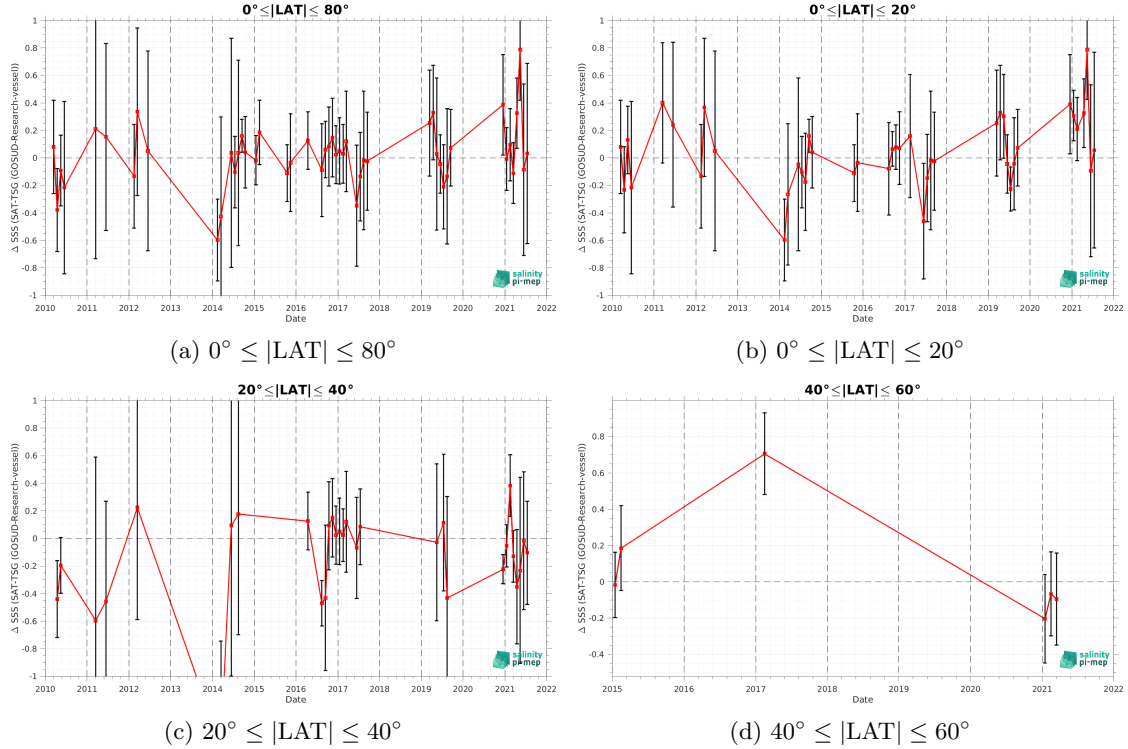 0°≤|LAT|≤ 80°
Δ SSS (SAT-TSG (GOSUD-Research-vessel))
1
0.8
0.6
0.4
0.2
0
-0.2
-0.4
-0.6
-0.8
-1
2010 2011 2012 2013 2014 2015 2016 2017 2018 2019 2020 2021 2022
Date
salinity
pi-mep
(a) 0° ≤ |LAT| ≤ 80°
0°≤|LAT|≤ 20°
Δ SSS (SAT-TSG (GOSUD-Research-vessel))
1
0.8
0.6
0.4
0.2
0
-0.2
-0.4
-0.6
-0.8
-1
2010 2011 2012 2013 2014 2015 2016 2017 2018 2019 2020 2021 2022
Date
salinity
pi-mep
(b) 0° ≤ |LAT| ≤ 20°
20°≤|LAT|≤ 40°
Δ SSS (SAT-TSG (GOSUD-Research-vessel))
1
0.8
0.6
0.4
0.2
0
-0.2
-0.4
-0.6
-0.8
-1
2010 2011 2012 2013 2014 2015 2016 2017 2018 2019 2020 2021 2022
Date
salinity
pi-mep
(c) 20° ≤ |LAT| ≤ 40°
40°≤|LAT|≤ 60°
Δ SSS (SAT-TSG (GOSUD-Research-vessel))
0.8
0.6
0.4
0.2
0
-0.2
-0.4
2015 2016 2017 2018 2019 2020 2021 2022
Date
salinity
pi-mep
(d) 40° ≤ |LAT| ≤ 60°